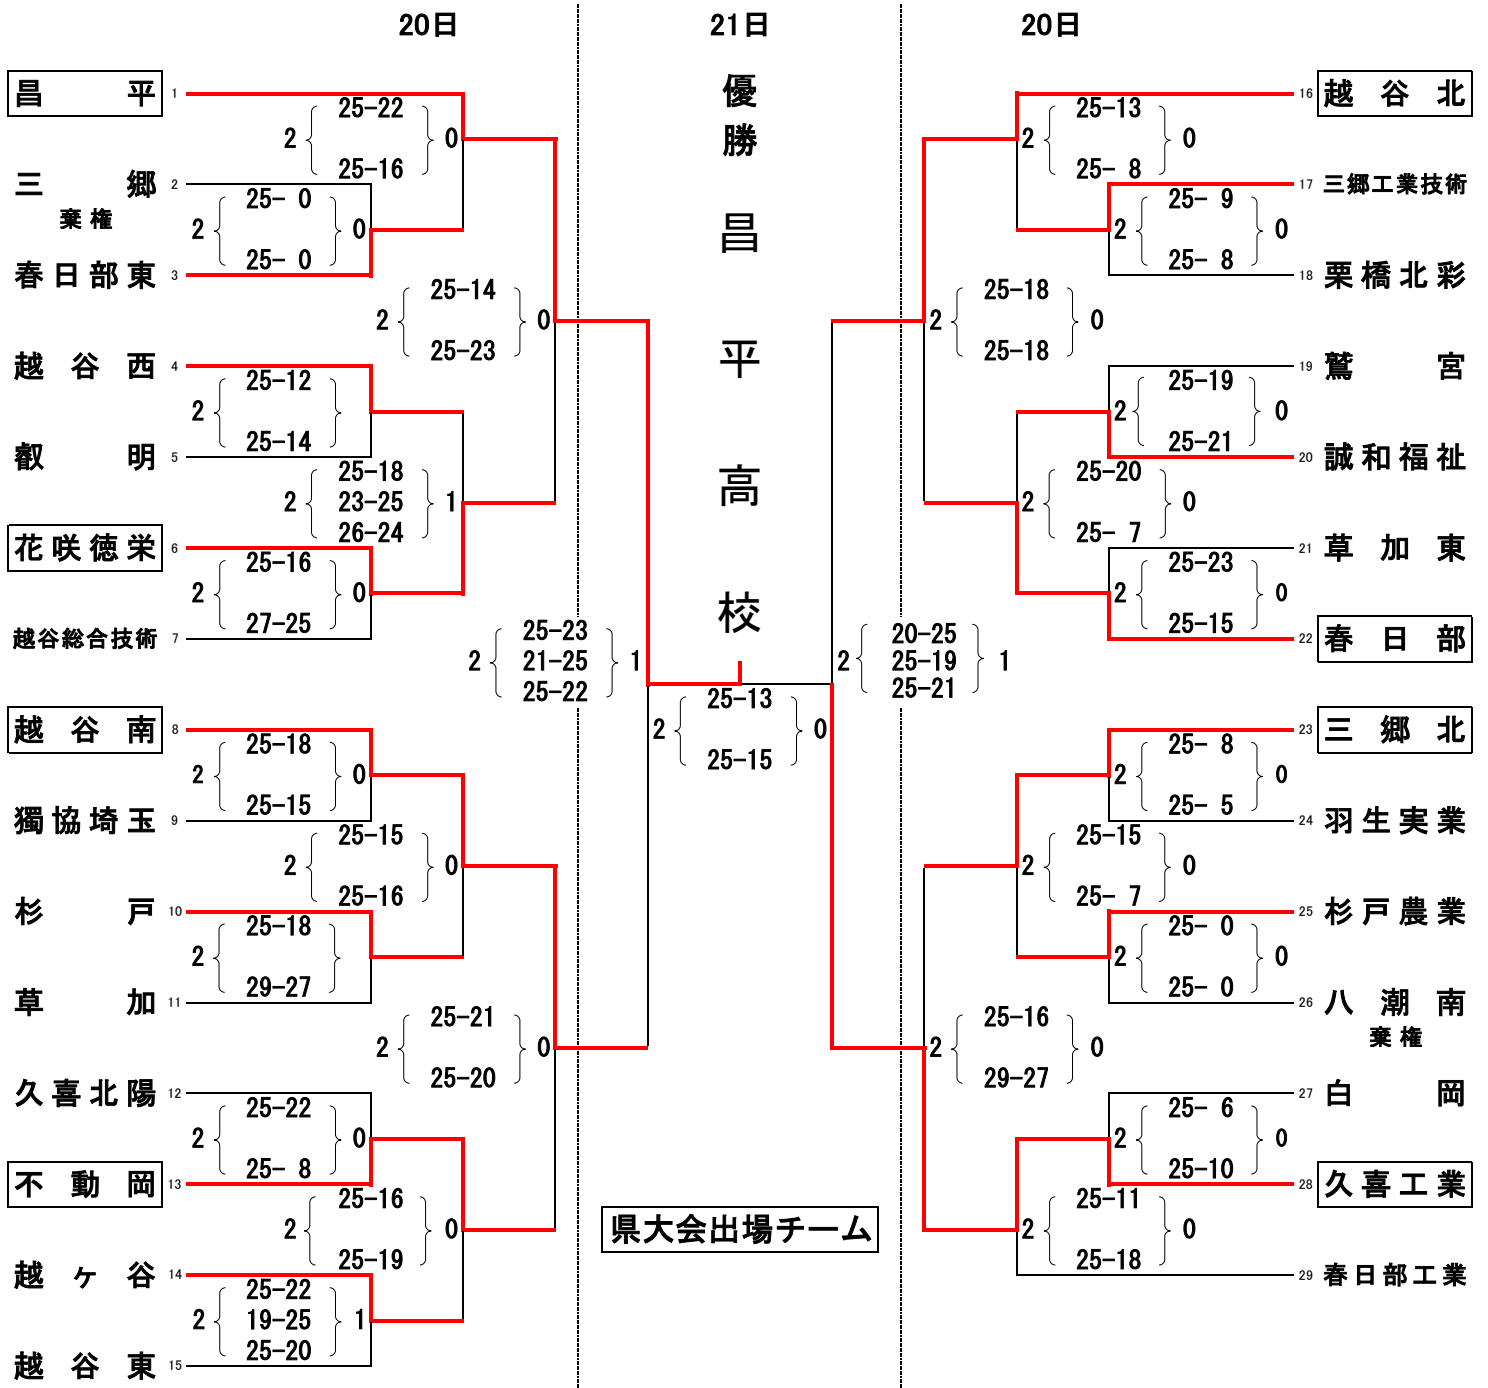 20日
21日
20日
優勝
昌平高校
昌平 1
25-22
2 0
25-16
三郷 2
棄権
25- 0
2 0
25- 0
春日部東 3
25-14
2 0
25-23
越谷西 4
25-12
2
25-14
叡明 5
25-18
2 23-25 1
26-24
花咲徳栄 6
25-16
2 0
27-25
越谷総合技術 7
25-23
2 21-25 1
25-22
越谷南 8
25-18
2 0
25-15
獨協埼玉 9
25-15
2 0
25-16
杉戸 10
25-18
2
29-27
草加 11
25-21
2 0
25-20
久喜北陽 12
25-22
2 0
25- 8
不動岡 13
25-16
2 0
25-19
越ヶ谷 14
25-22
2 19-25 1
25-20
越谷東 15
25-13
2 0
25-15
県大会出場チーム
16 越谷北
25-13
2 0
25- 8
17 三郷工業技術
25- 9
2 0
25- 8
18 栗橋北彩
25-18
2 0
25-18
19 鷲宮
25-19
2 0
25-21
20 誠和福祉
25-20
2 0
25- 7
21 草加東
25-23
2 0
25-15
22 春日部
20-25
2 25-19 1
25-21
23 三郷北
25- 8
2 0
25- 5
24 羽生実業
25-15
2 0
25- 7
25 杉戸農業
25- 0
2 0
25- 0
26 八潮南
棄権
25-16
2 0
29-27
27 白岡
25- 6
2 0
25-10
28 久喜工業
25-11
2 0
25-18
29 春日部工業